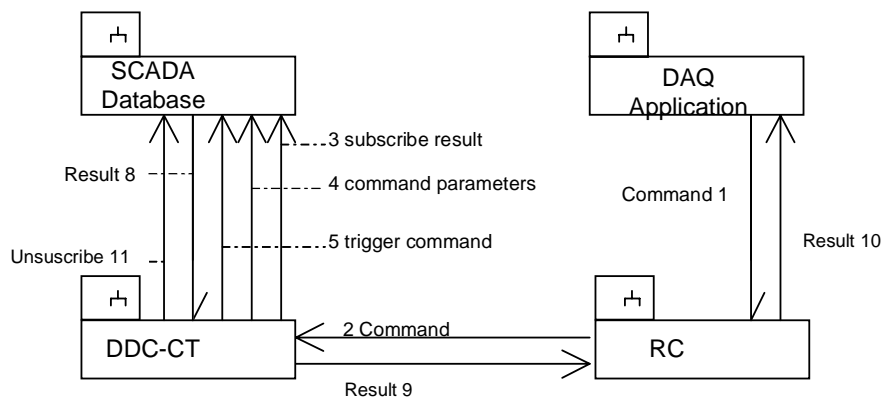 SCADA
Database
DAQ
Application
3 subscribe result
Result 8
4 command parameters
Command 1
5 trigger command
Result 10
Unsuscribe 11
2 Command
DDC-CT
RC
Result 9